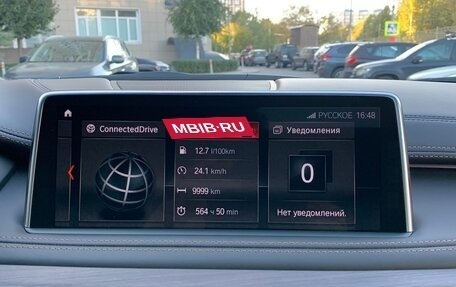 РУССКОЕ 16:48
ConnectedDrive
MBIB-RU
Уведомления
12.7 l/100km
24.1 km/h
9999 km
564 ч 50 min
0
Нет уведомлений.